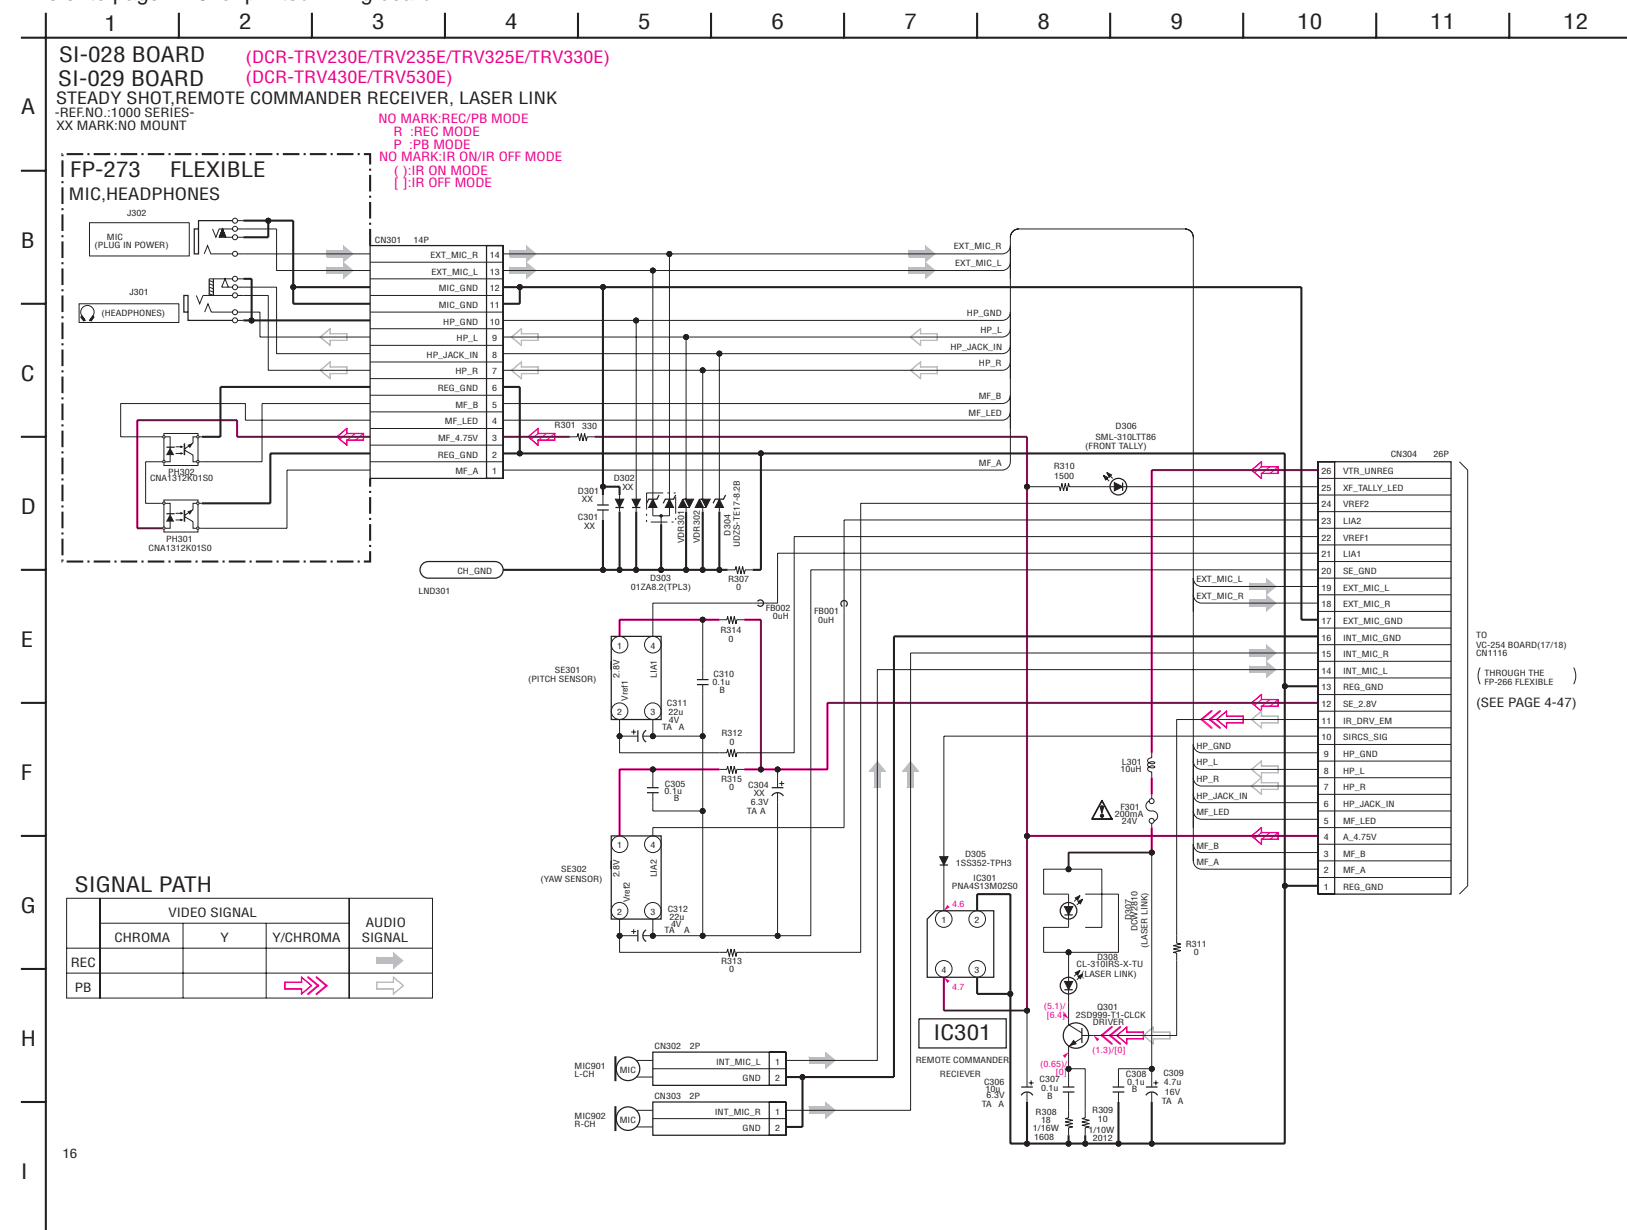 1 2 3 4 5 6 7 8 9 10 11 12
A
B
C
D
E
F
G
H
I
SI-028 BOARD (DCR-TRV230E/TRV235E/TRV325E/TRV330E)
SI-029 BOARD (DCR-TRV430E/TRV530E)
STEADY SHOT,REMOTE COMMANDER RECEIVER, LASER LINK
-REF.NO.:1000 SERIES-
XX MARK:NO MOUNT
NO MARK:REC/PB MODE
R :REC MODE
P :PB MODE
NO MARK:IR ON/IR OFF MODE
( ):IR ON MODE
[ ]:IR OFF MODE
FP-273 FLEXIBLE
MIC,HEADPHONES
J302
MIC
(PLUG IN POWER)
J301
(HEADPHONES)
PH302
CNA1312K01S0
PH301
CNA1312K01S0
CN301 14P
EXT_MIC_R 14
EXT_MIC_L 13
MIC_GND 12
MIC_GND 11
HP_GND 10
HP_L 9
HP_JACK_IN 8
HP_R 7
REG_GND 6
MF_B 5
MF_LED 4
MF_4.75V 3
REG_GND 2
MF_A 1
R301 330
EXT_MIC_R
EXT_MIC_L
HP_GND
HP_L
HP_JACK_IN
HP_R
MF_B
MF_LED
MF_A
D301
XX
C301
XX
D302
XX
VDR301
VDR302
D304
UDZS-TE17-8.2B
D303
01ZA8.2(TPL3)
R307
0
CH_GND
LND301
FB002
0uH
FB001
0uH
R314
0
SE301
(PITCH SENSOR)
1 4
2.8V
LIA1
Vref1
2 3
C310
0.1u
B
C311
22u
4V
TA A
R312
0
R315
0
C305
0.1u
B
C304
XX
6.3V
TA A
SE302
(YAW SENSOR)
1 4
2.8V
LIA2
Vref2
2 3
C312
22u
4V
TA A
R313
0
D306
SML-310LTT86
(FRONT TALLY)
R310
1500
CN304 26P
26 VTR_UNREG
25 XF_TALLY_LED
24 VREF2
23 LIA2
22 VREF1
21 LIA1
20 SE_GND
19 EXT_MIC_L
18 EXT_MIC_R
17 EXT_MIC_GND
16 INT_MIC_GND
15 INT_MIC_R
14 INT_MIC_L
13 REG_GND
12 SE_2.8V
11 IR_DRV_EM
10 SIRCS_SIG
9 HP_GND
8 HP_L
7 HP_R
6 HP_JACK_IN
5 MF_LED
4 A_4.75V
3 MF_B
2 MF_A
1 REG_GND
EXT_MIC_L
EXT_MIC_R
HP_GND
HP_L
HP_R
HP_JACK_IN
MF_LED
MF_B
MF_A
TO
VC-254 BOARD(17/18)
CN1116
( THROUGH THE
FP-266 FLEXIBLE )
(SEE PAGE 4-47)
L301
10uH
F301
200mA
24V
D305
1SS352-TPH3
IC301
PNA4S13M02S0
4.6
1 2
4 3
4.7
IC301
REMOTE COMMANDER
RECIEVER
D307
DCW2810
(LASER LINK)
D308
CL-310IRS-X-TU
(LASER LINK)
R311
0
(5.1)/
[6.4]
Q301
2SD999-T1-CLCK
DRIVER
(1.3)/[0]
(0.65)/
[0]
C306
10u
6.3V
TA A
C307
0.1u
B
C308
0.1u
B
C309
4.7u
16V
TA A
R308
18
1/16W
1608
R309
10
1/10W
2012
MIC901
L-CH
MIC
CN302 2P
INT_MIC_L 1
GND 2
MIC902
R-CH
MIC
CN303 2P
INT_MIC_R 1
GND 2
SIGNAL PATH
VIDEO SIGNAL
AUDIO
SIGNAL
CHROMA Y Y/CHROMA
REC
PB
16